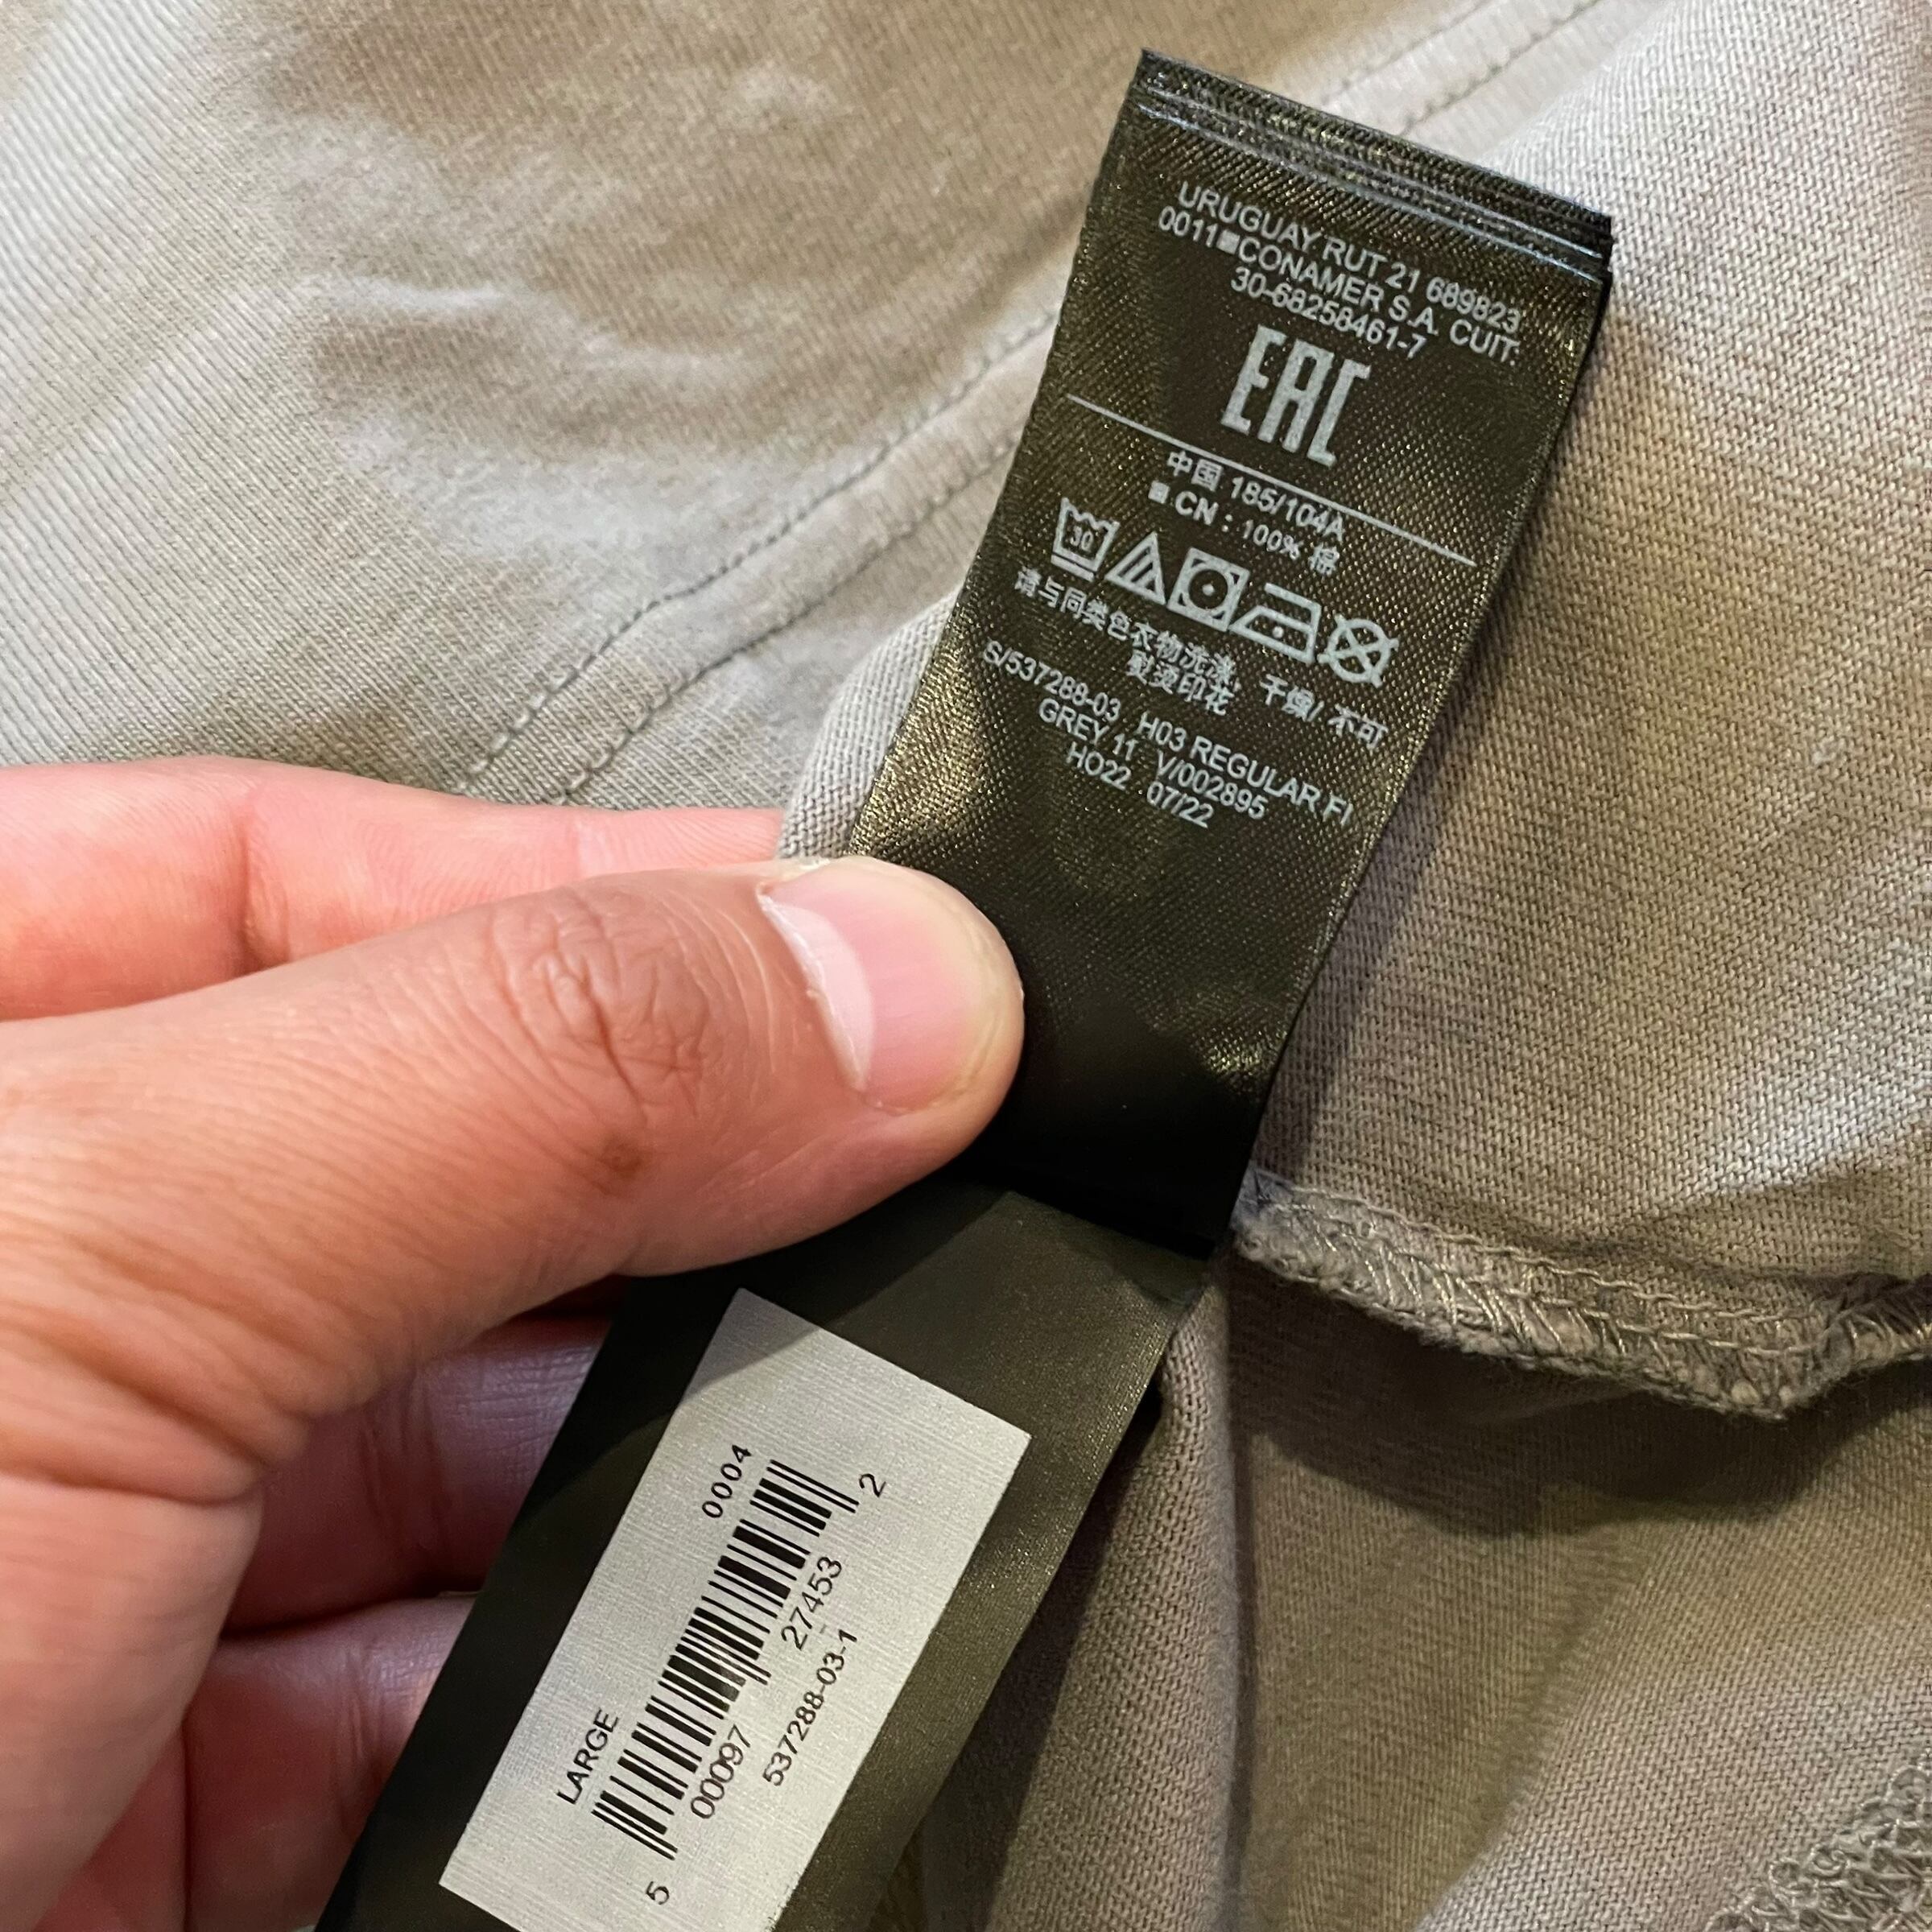 URUGUAY RUT 21 689823
0011■CONAMER S.A. CUIT:
30-68258461-7
EAC
中国 185/104A
■ CN : 100% 棉
30
请与同类色衣物洗涤, 干燥/ 不可
熨烫印花
S/537288-03 H03 REGULAR FI
GREY 11 V/002895
HO22 07/22
0004
LARGE
5 00097 27453 2
537288-03-1